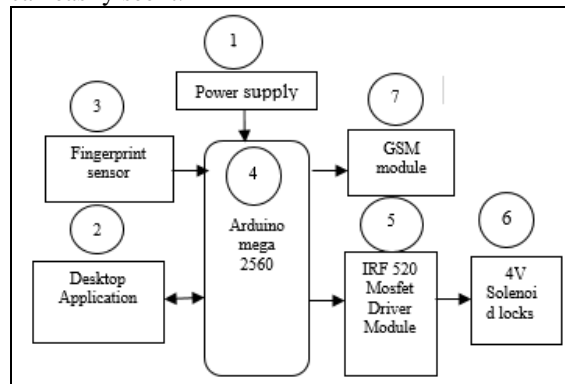 1
Power supply
3
7
Fingerprint
sensor
4
GSM
module
2
Arduino
mega
2560
5
6
Desktop
Application
IRF 520
Mosfet
Driver
Module
4V
Solenoi
d locks